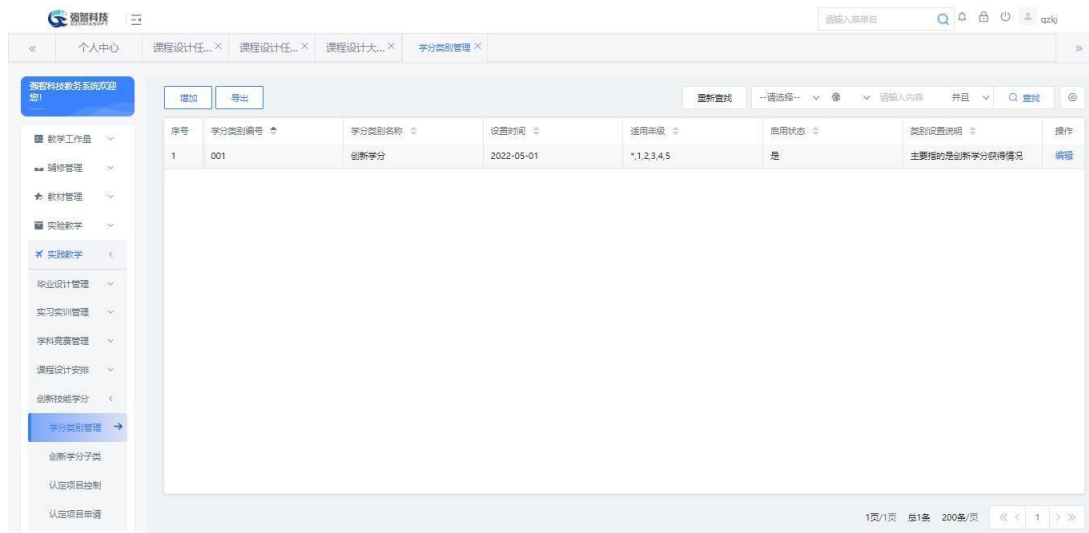 强智科技
QZDATASOFT
请输入菜单名
qzkj
个人中心
课程设计任...
课程设计任...
课程设计大...
学分类别管理
强智科技教务系统欢迎
您!
增加
导出
重新查找
--请选择--
像
请输入内容
并且
查找
序号 学分类别编号 学分类别名称 设置时间 适用年级 启用状态 类别设置说明 操作
1 001 创新学分 2022-05-01 *,1,2,3,4,5 是 主要指的是创新学分获得情况 编辑
教学工作量
辅修管理
教材管理
实验教学
实践教学
毕业设计管理
实习实训管理
学科竞赛管理
课程设计安排
创新技能学分
学分类别管理
创新学分子类
认定项目控制
认定项目申请
1页/1页 总1条 200条/页 1